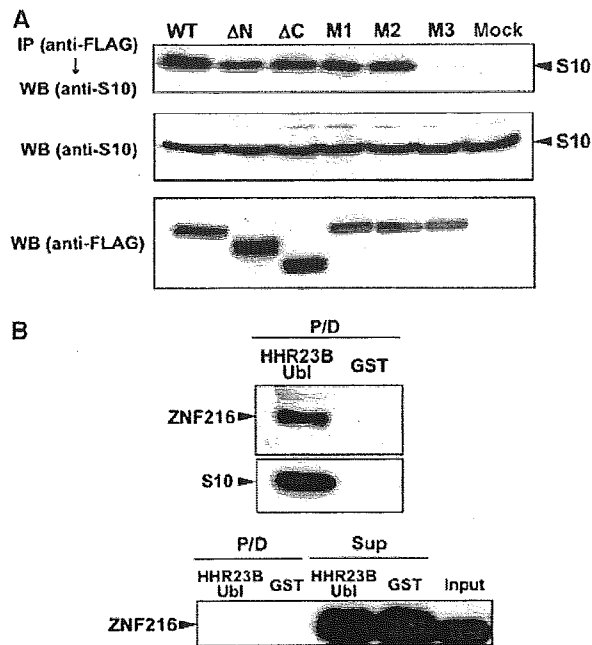 A
WT ΔN ΔC M1 M2 M3 Mock
IP (anti-FLAG)
↓
WB (anti-S10)
S10
WB (anti-S10)
S10
WB (anti-FLAG)
B
P/D
HHR23B Ubl GST
ZNF216
S10
P/D Sup
HHR23B Ubl GST HHR23B Ubl GST Input
ZNF216